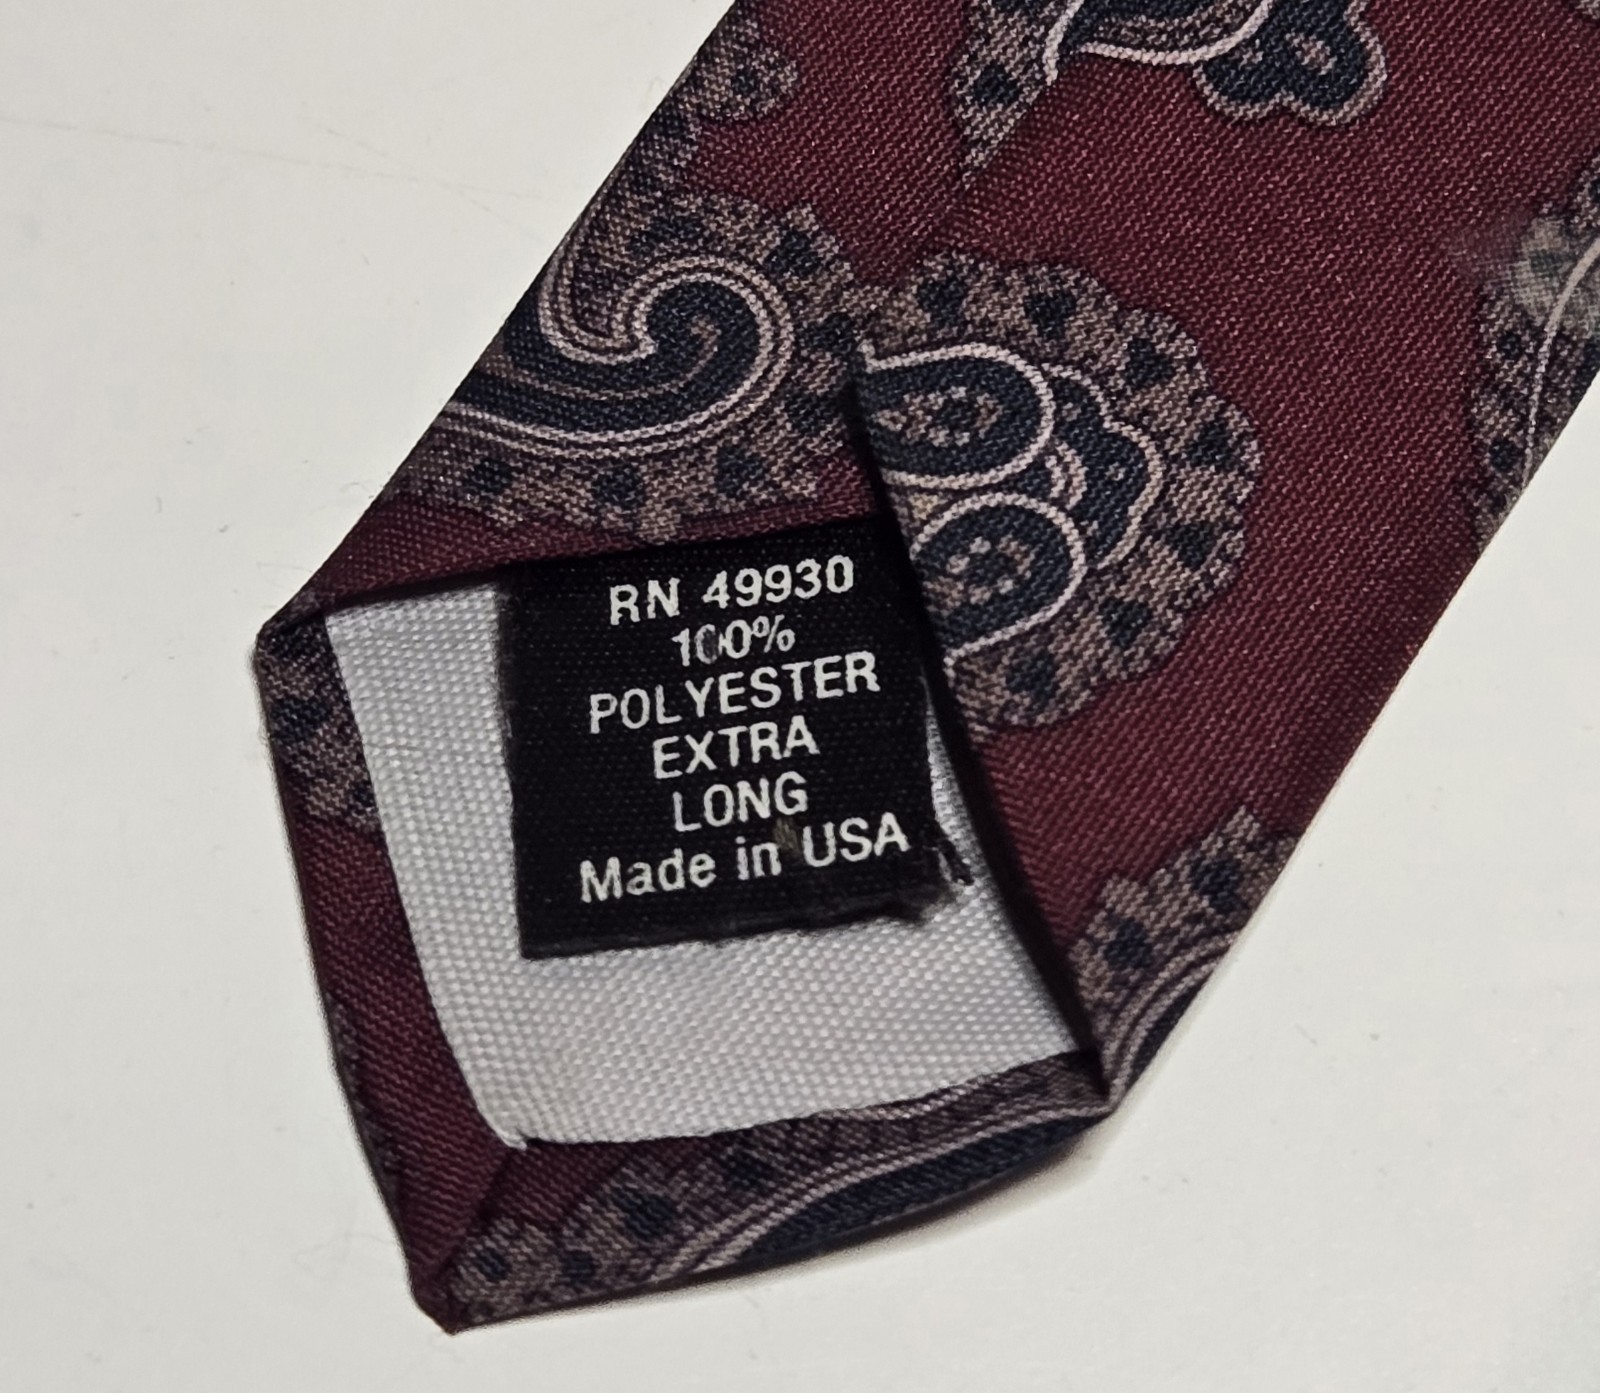 RN 49930
100%
POLYESTER
EXTRA
LONG
Made in USA